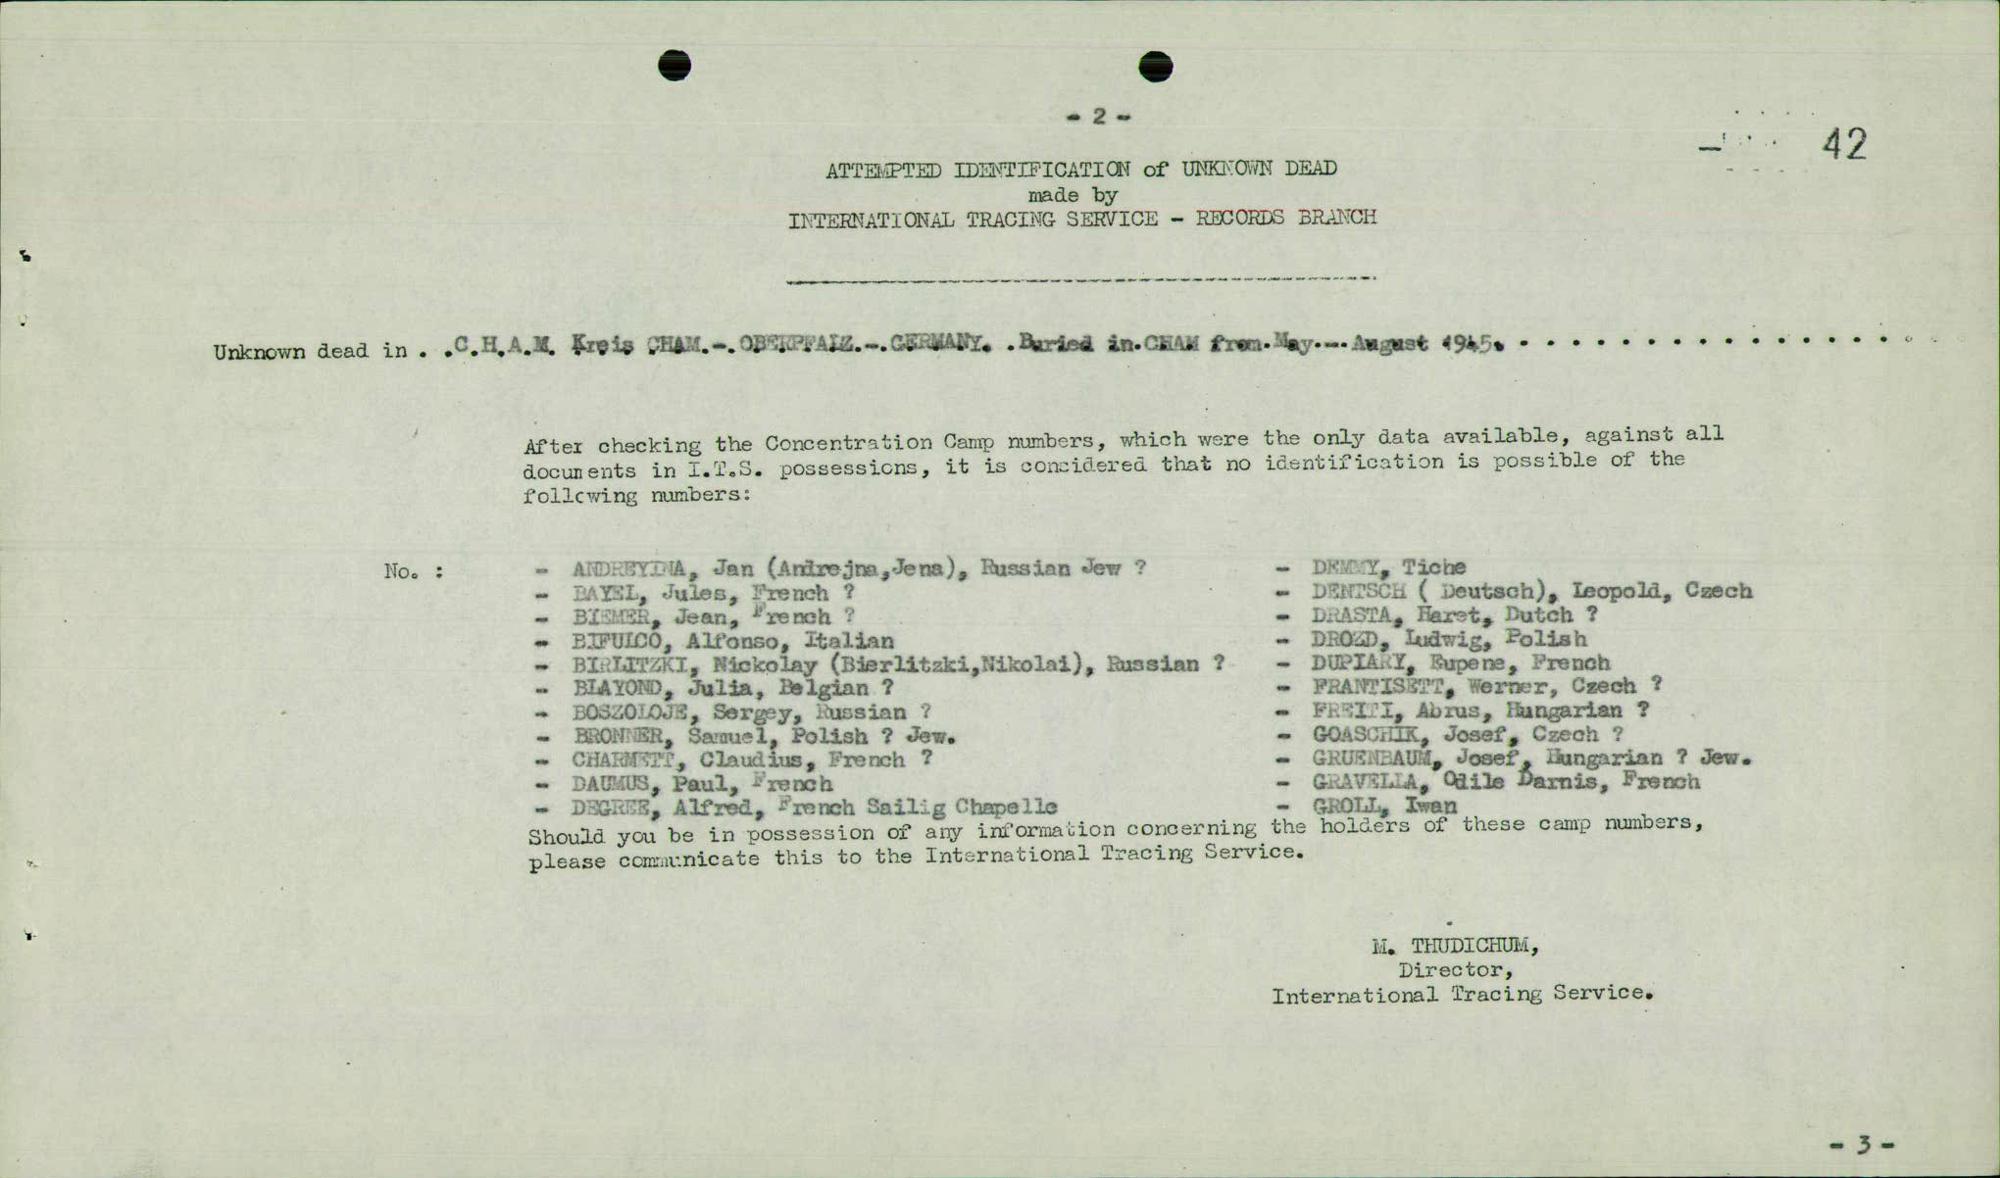 - 2 -
42
ATTEMPTED IDENTIFICATION of UNKNOWN DEAD
made by
INTERNATIONAL TRACING SERVICE - RECORDS BRANCH
Unknown dead in . .C.H.A.M. Kreis CHAM.-.OBERPFALZ.-.GERMANY. .Buried in.CHAM from.May.-.August 1945. . . . . . . . . . . . . . . .
After checking the Concentration Camp numbers, which were the only data available, against all
documents in I.T.S. possessions, it is concidered that no identification is possible of the
following numbers:
No. :
- ANDREYINA, Jan (Andrejna,Jena), Russian Jew ?
- BAYEL, Jules, French ?
- BIEMER, Jean, French ?
- BIFULCO, Alfonso, Italian
- BIRLITZKI, Nickolay (Bierlitzki,Nikolai), Russian ?
- BLAYOND, Julia, Belgian ?
- BOSZOLOJE, Sergey, Russian ?
- BRONNER, Samuel, Polish ? Jew.
- CHARMETT, Claudius, French ?
- DAUMUS, Paul, French
- DEGREE, Alfred, French Sailig Chapelle
- DEMMY, Tiche
- DENTSCH ( Deutsch), Leopold, Czech
- DRASTA, Haret, Dutch ?
- DROZD, Ludwig, Polish
- DUPIARY, Eupene, French
- FRANTISETT, Werner, Czech ?
- FREITI, Abrus, Hungarian ?
- GOASCHIK, Josef, Czech ?
- GRUENBAUM, Josef, Hungarian ? Jew.
- GRAVELLA, Odile Darnis, French
- GROLL, Iwan
Should you be in possession of any information concerning the holders of these camp numbers,
please communicate this to the International Tracing Service.
M. THUDICHUM,
Director,
International Tracing Service.
- 3 -